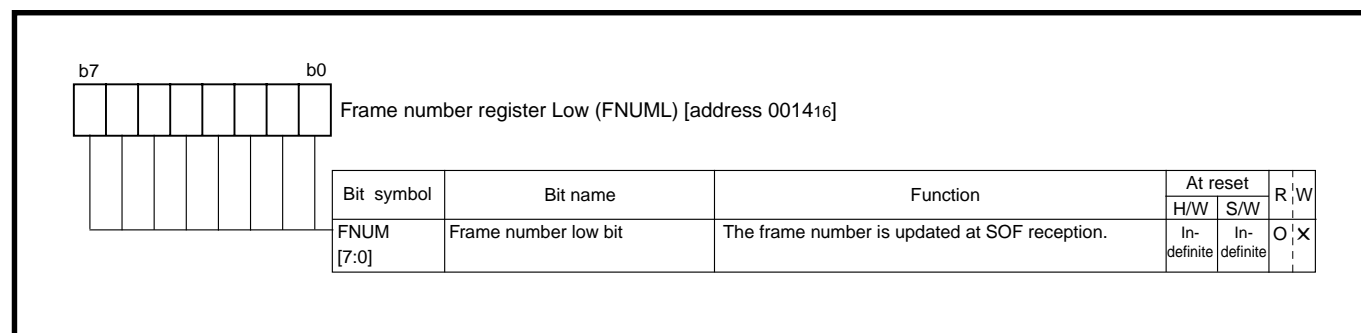 b7 b0
Frame number register Low (FNUML) [address 001416]
Bit symbol Bit name Function At reset R W
H/W S/W
FNUM Frame number low bit The frame number is updated at SOF reception. In- In- O ×
[7:0] definite definite